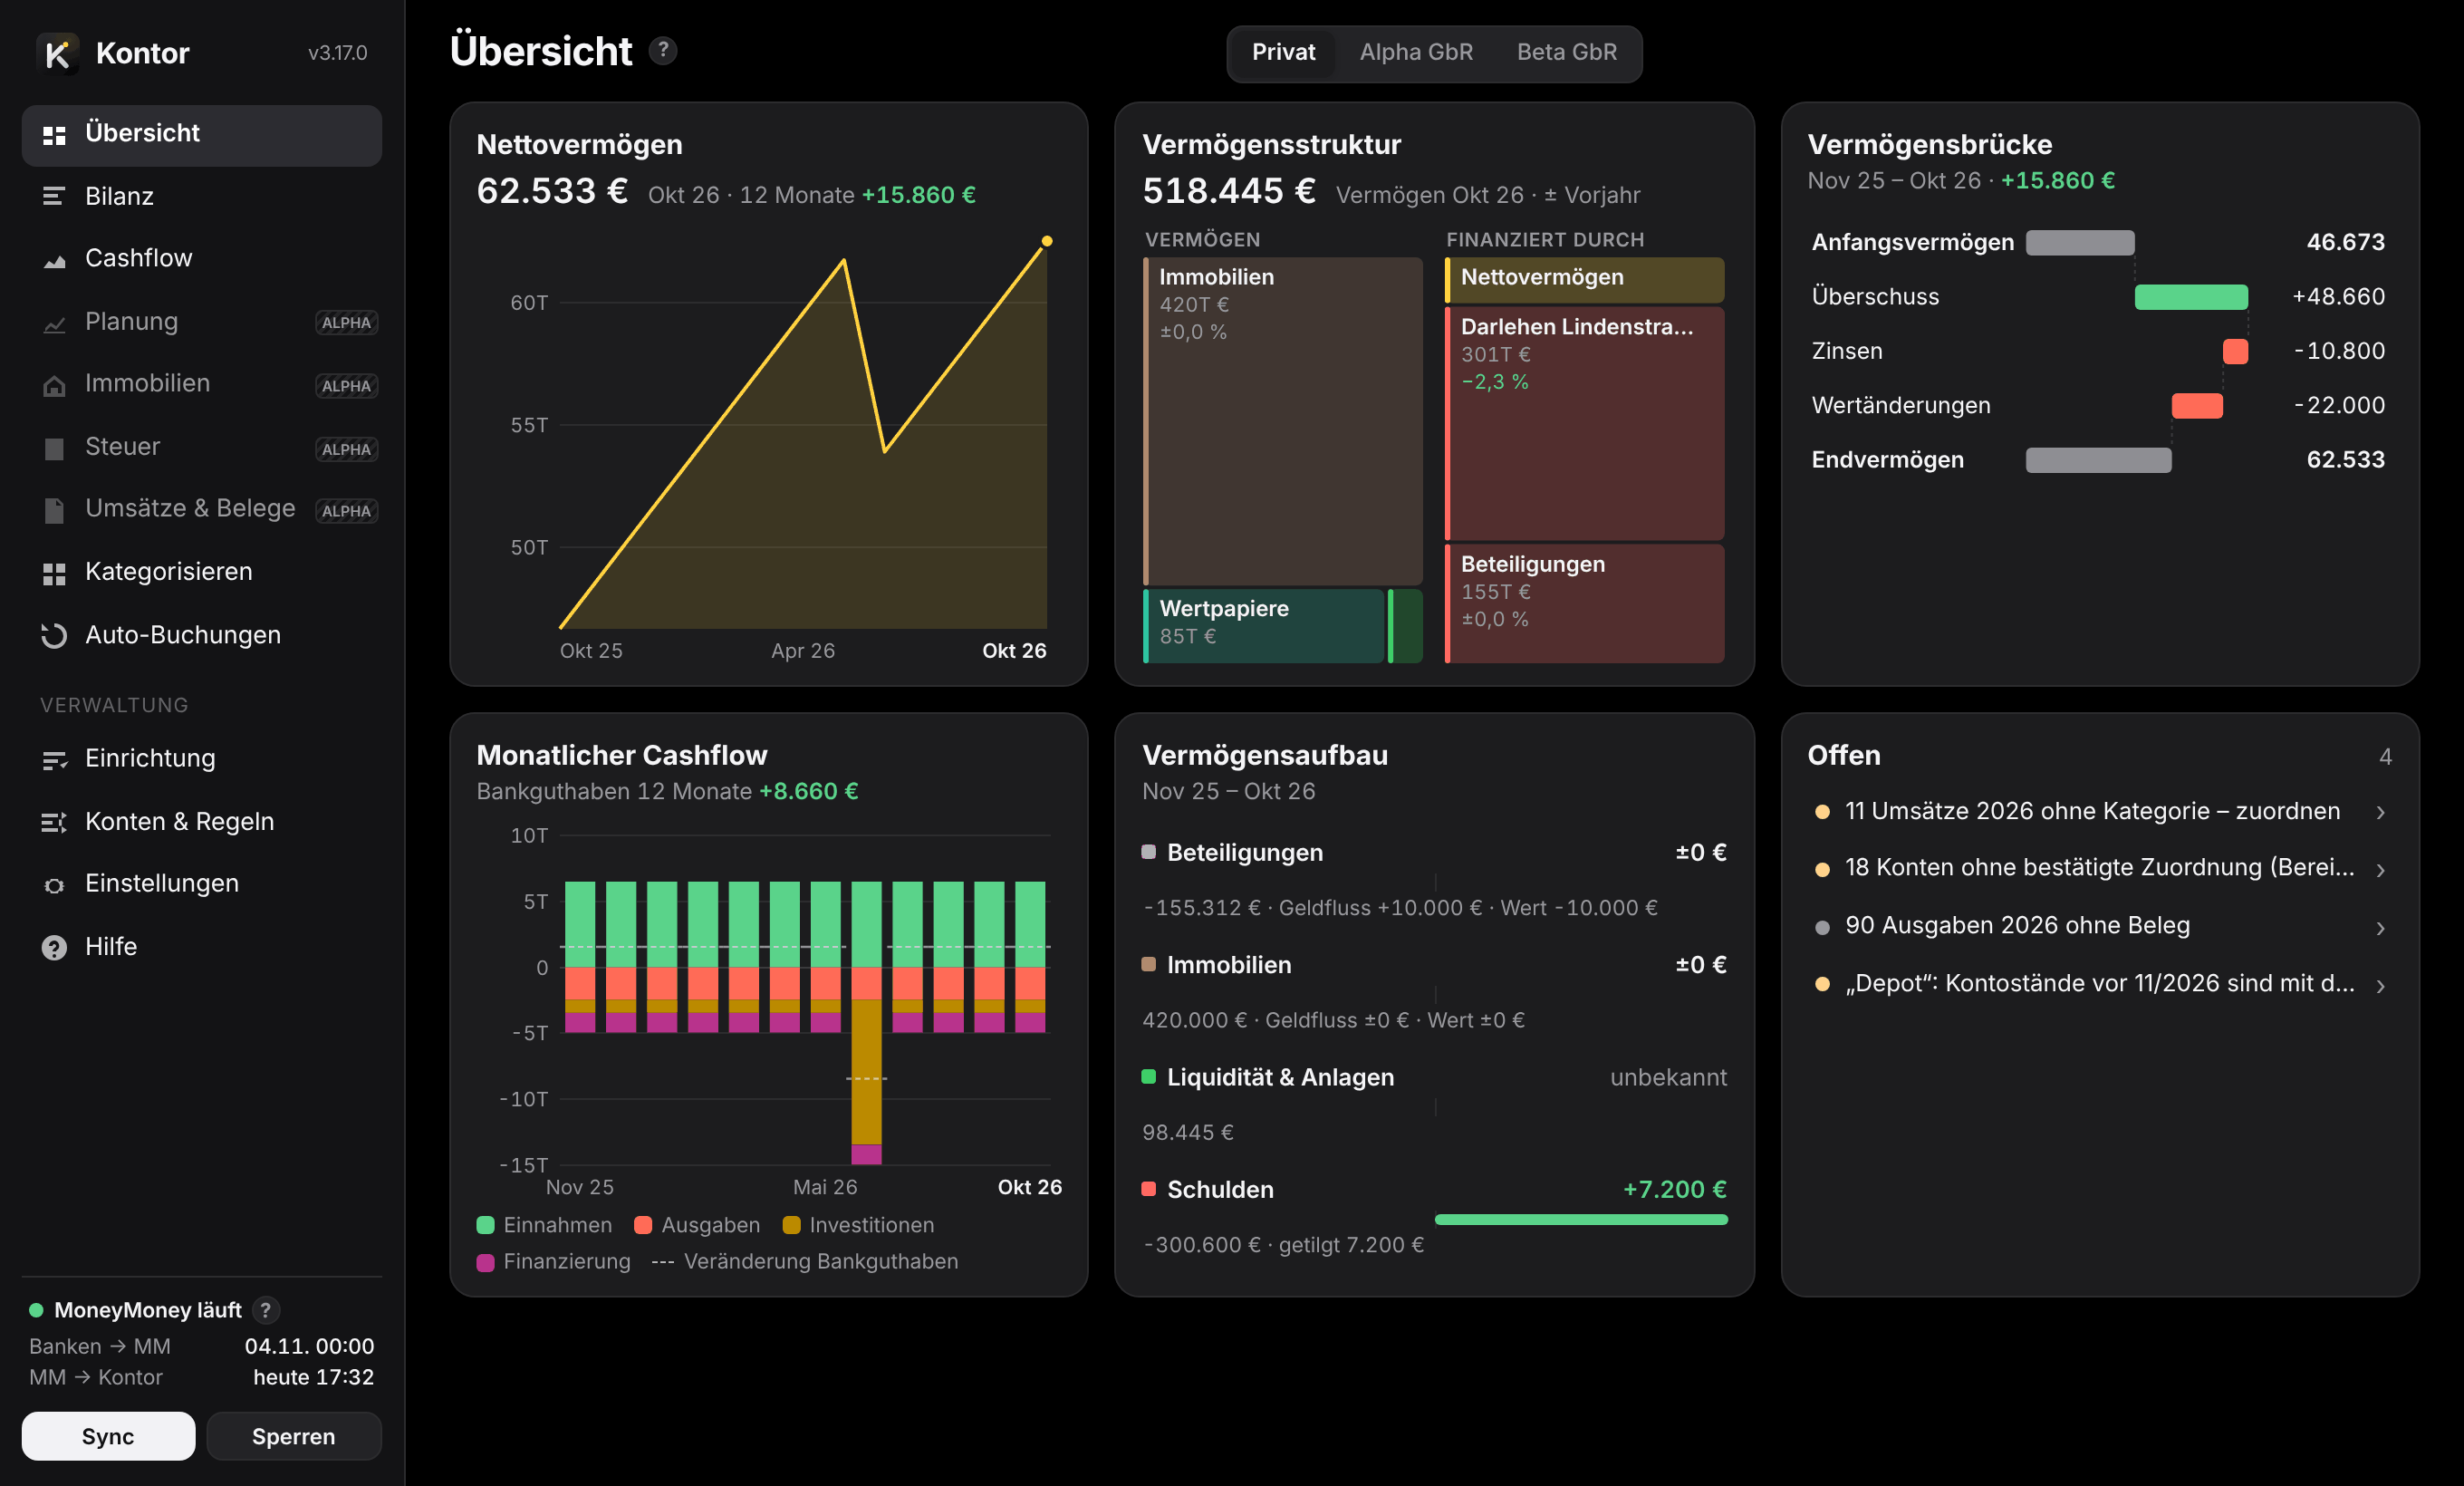 Kontor
v3.17.0
Übersicht
Bilanz
Cashflow
Planung ALPHA
Immobilien ALPHA
Steuer ALPHA
Umsätze & Belege ALPHA
Kategorisieren
Auto-Buchungen
VERWALTUNG
Einrichtung
Konten & Regeln
Einstellungen
Hilfe
MoneyMoney läuft ?
Banken → MM 04.11. 00:00
MM → Kontor heute 17:32
Sync Sperren
Übersicht ?
Privat Alpha GbR Beta GbR
Nettovermögen
62.533 € Okt 26 · 12 Monate +15.860 €
60T
55T
50T
Okt 25 Apr 26 Okt 26
Vermögensstruktur
518.445 € Vermögen Okt 26 · ± Vorjahr
VERMÖGEN
Immobilien
420T €
±0,0 %
Wertpapiere
85T €
FINANZIERT DURCH
Nettovermögen
Darlehen Lindenstra...
301T €
−2,3 %
Beteiligungen
155T €
±0,0 %
Vermögensbrücke
Nov 25 – Okt 26 · +15.860 €
Anfangsvermögen 46.673
Überschuss +48.660
Zinsen -10.800
Wertänderungen -22.000
Endvermögen 62.533
Monatlicher Cashflow
Bankguthaben 12 Monate +8.660 €
10T
5T
0
-5T
-10T
-15T
Nov 25 Mai 26 Okt 26
Einnahmen Ausgaben Investitionen
Finanzierung --- Veränderung Bankguthaben
Vermögensaufbau
Nov 25 – Okt 26
Beteiligungen ±0 €
-155.312 € · Geldfluss +10.000 € · Wert -10.000 €
Immobilien ±0 €
420.000 € · Geldfluss ±0 € · Wert ±0 €
Liquidität & Anlagen unbekannt
98.445 €
Schulden +7.200 €
-300.600 € · getilgt 7.200 €
Offen 4
11 Umsätze 2026 ohne Kategorie – zuordnen
18 Konten ohne bestätigte Zuordnung (Berei...
90 Ausgaben 2026 ohne Beleg
„Depot“: Kontostände vor 11/2026 sind mit d...